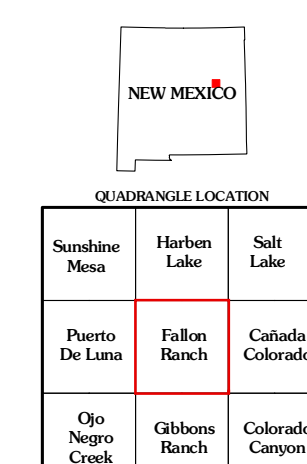 NEW MEXICO
QUADRANGLE LOCATION
Sunshine
Mesa
Harben
Lake
Salt
Lake
Puerto
De Luna
Fallon
Ranch
Cañada
Colorado
Ojo
Negro
Creek
Gibbons
Ranch
Colorado
Canyon